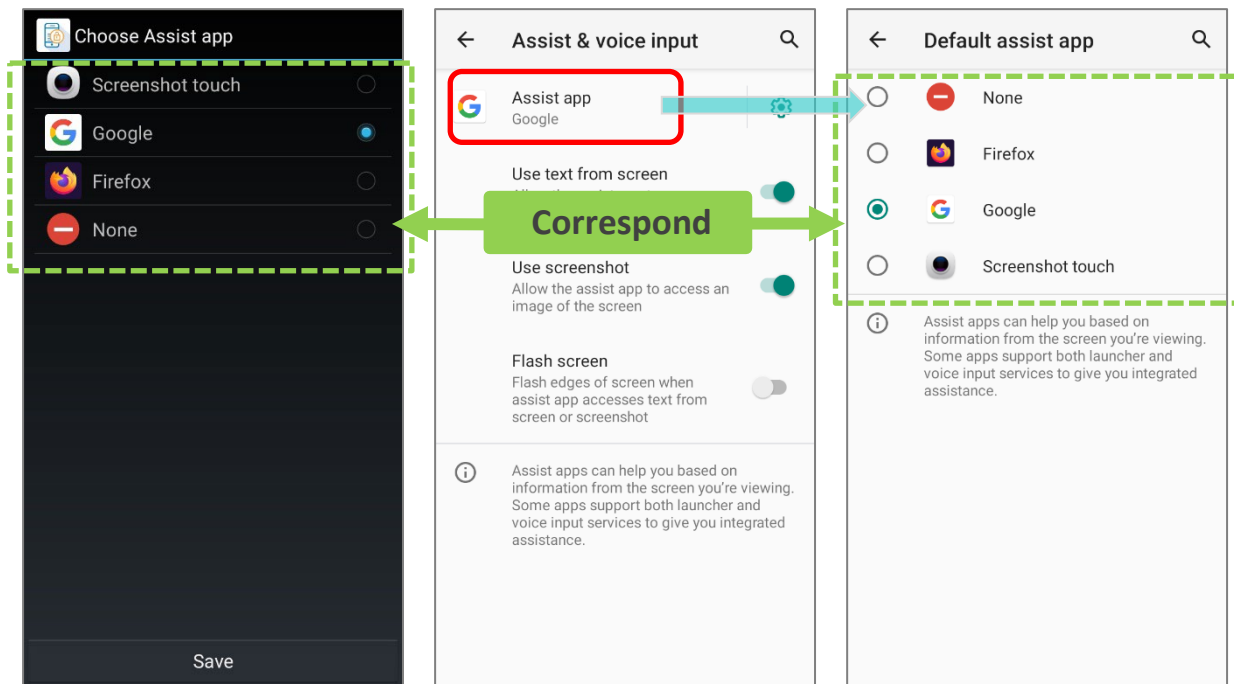 Choose Assist app
Screenshot touch
Google
Firefox
None
Save
Assist & voice input
Assist app
Google
Use text from screen
Correspond
Use screenshot
Allow the assist app to access an
image of the screen
Flash screen
Flash edges of screen when
assist app accesses text from
screen or screenshot
Assist apps can help you based on
information from the screen you're viewing.
Some apps support both launcher and
voice input services to give you integrated
assistance.
Default assist app
None
Firefox
Google
Screenshot touch
Assist apps can help you based on
information from the screen you're viewing.
Some apps support both launcher and
voice input services to give you integrated
assistance.